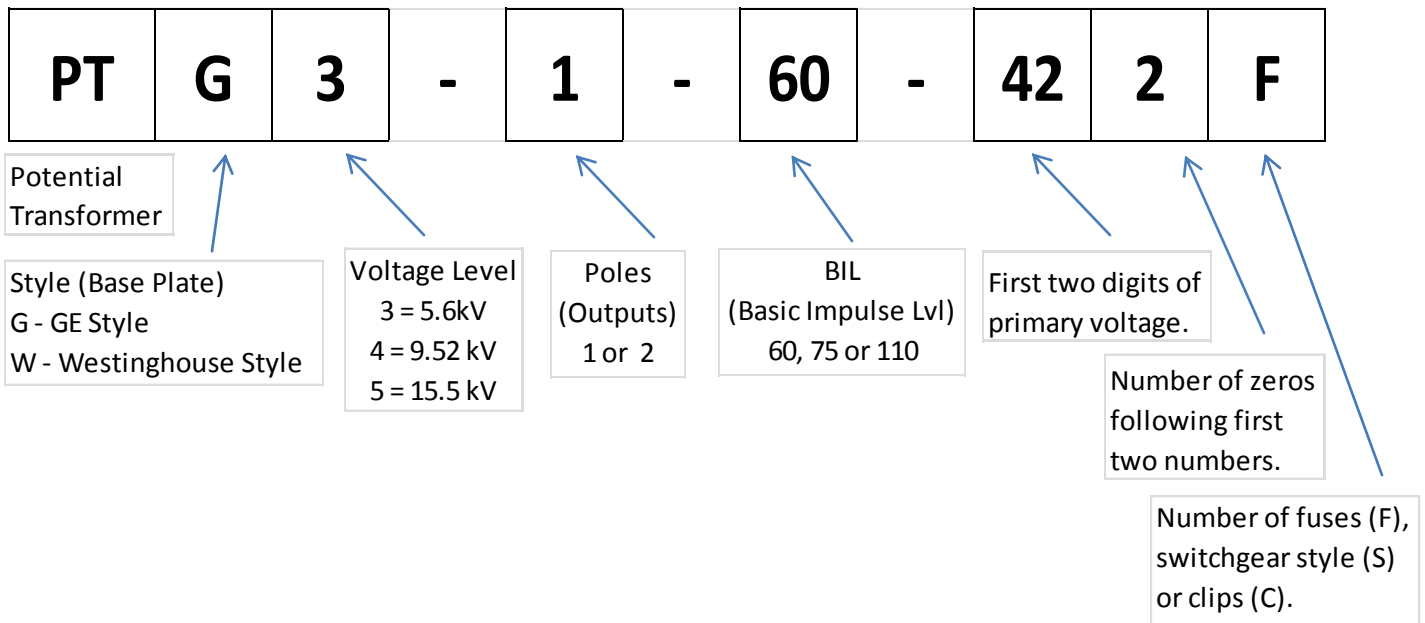 PT G 3 - 1 - 60 - 42 2 F
Potential
Transformer
Style (Base Plate)
G - GE Style
W - Westinghouse Style
Voltage Level
3 = 5.6kV
4 = 9.52 kV
5 = 15.5 kV
Poles
(Outputs)
1 or 2
BIL
(Basic Impulse Lvl)
60, 75 or 110
First two digits of
primary voltage.
Number of zeros
following first
two numbers.
Number of fuses (F),
switchgear style (S)
or clips (C).